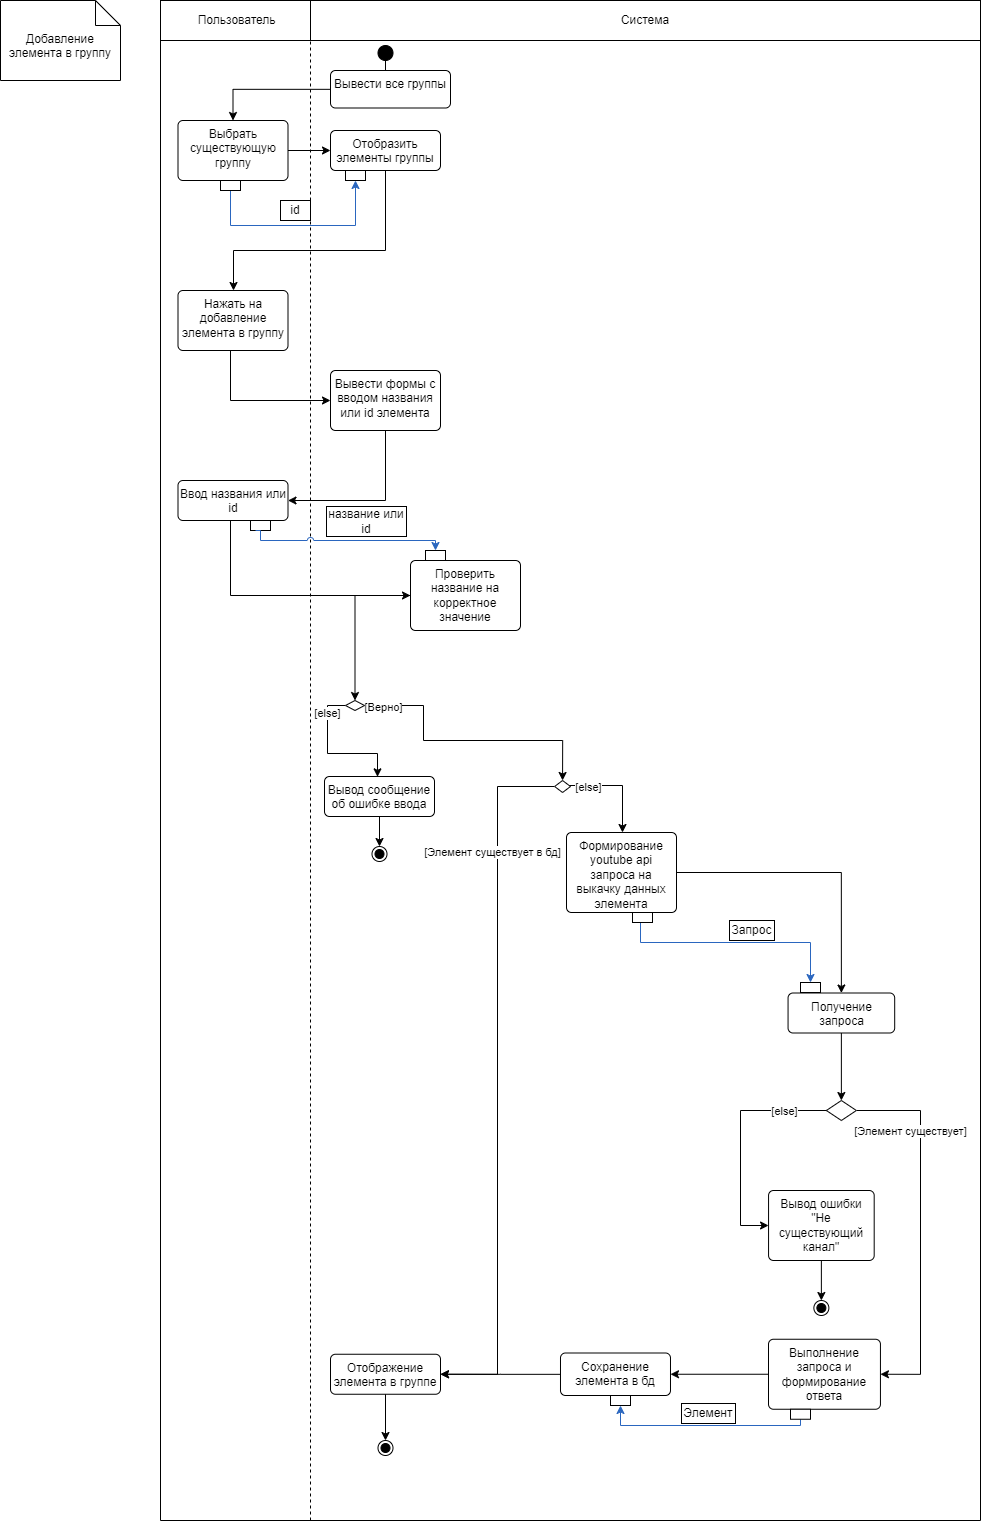 Добавление
элемента в группу
Пользователь
Система
Вывести все группы
Выбрать
существующую
группу
Отобразить
элементы группы
id
Нажать на
добавление
элемента в группу
Вывести формы с
вводом названия
или id элемента
Ввод названия или
id
название или
id
Проверить
название на
корректное
значение
[else]
[Верно]
Вывод сообщение
об ошибке ввода
[else]
[Элемент существует в бд]
Формирование
youtube api
запроса на
выкачку данных
элемента
Запрос
Получение
запроса
[else]
[Элемент существует]
Вывод ошибки
"Не
существующий
канал"
Отображение
элемента в группе
Сохранение
элемента в бд
Выполнение
запроса и
формирование
ответа
Элемент